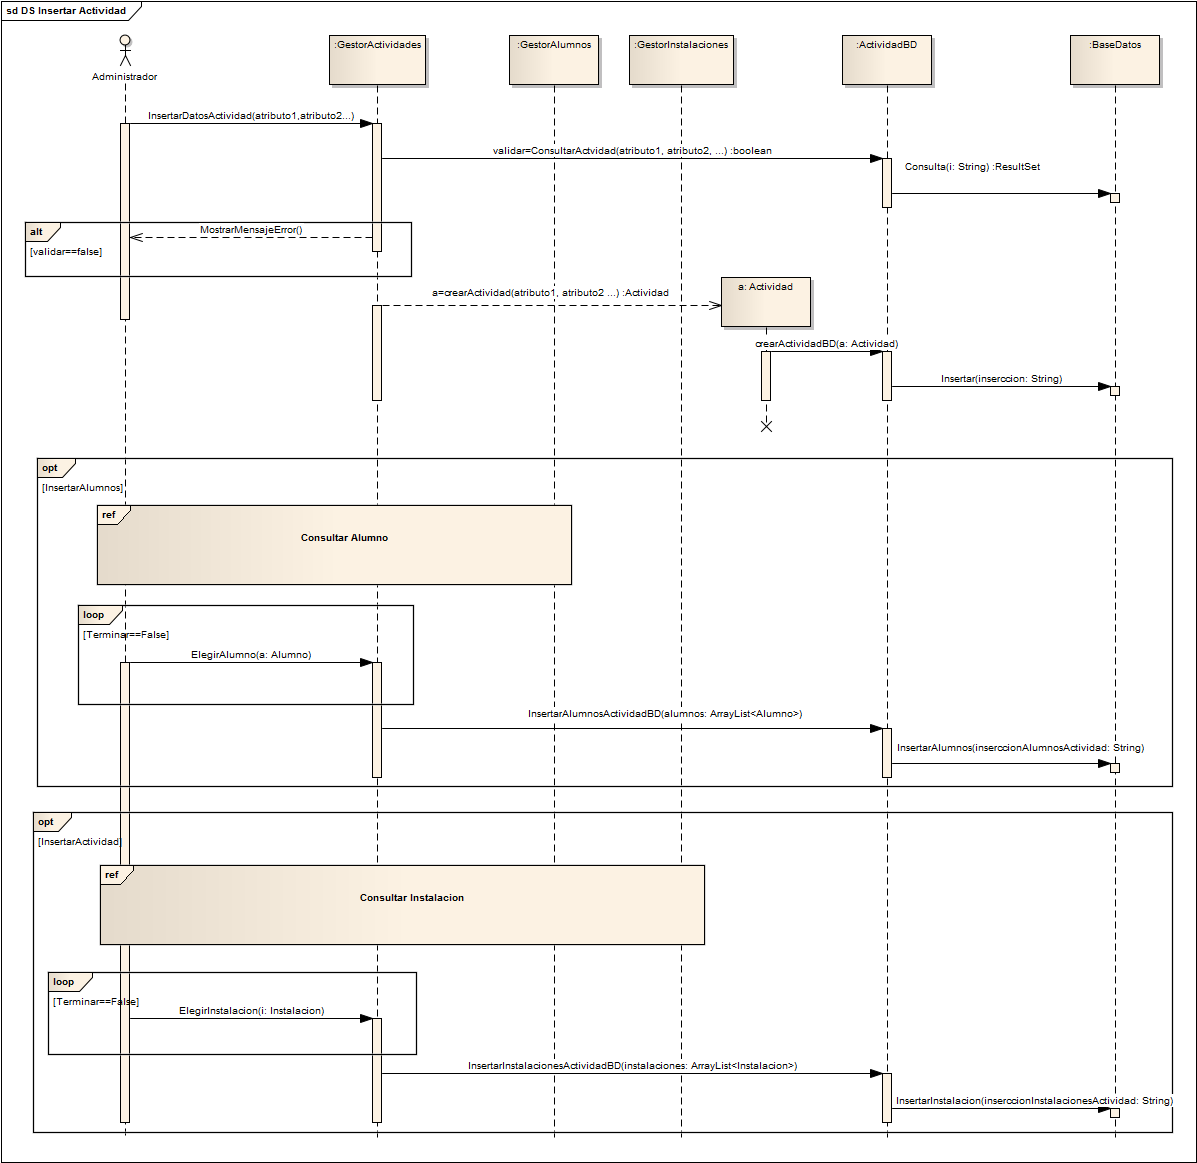 sd DS Insertar Actividad
Administrador
:GestorActividades
:GestorAlumnos
:GestorInstalaciones
:ActividadBD
:BaseDatos
InsertarDatosActividad(atributo1,atributo2...)
validar=ConsultarActvidad(atributo1, atributo2, ...) :boolean
Consulta(i: String) :ResultSet
alt
MostrarMensajeError()
[validar==false]
a=crearActividad(atributo1, atributo2 ...) :Actividad
a: Actividad
crearActividadBD(a: Actividad)
Insertar(inserccion: String)
opt
[InsertarAlumnos]
ref
Consultar Alumno
loop
[Terminar==False]
ElegirAlumno(a: Alumno)
InsertarAlumnosActividadBD(alumnos: ArrayList<Alumno>)
InsertarAlumnos(inserccionAlumnosActividad: String)
opt
[InsertarActividad]
ref
Consultar Instalacion
loop
[Terminar==False]
ElegirInstalacion(i: Instalacion)
InsertarInstalacionesActividadBD(instalaciones: ArrayList<Instalacion>)
InsertarInstalacion(inserccionInstalacionesActividad: String)